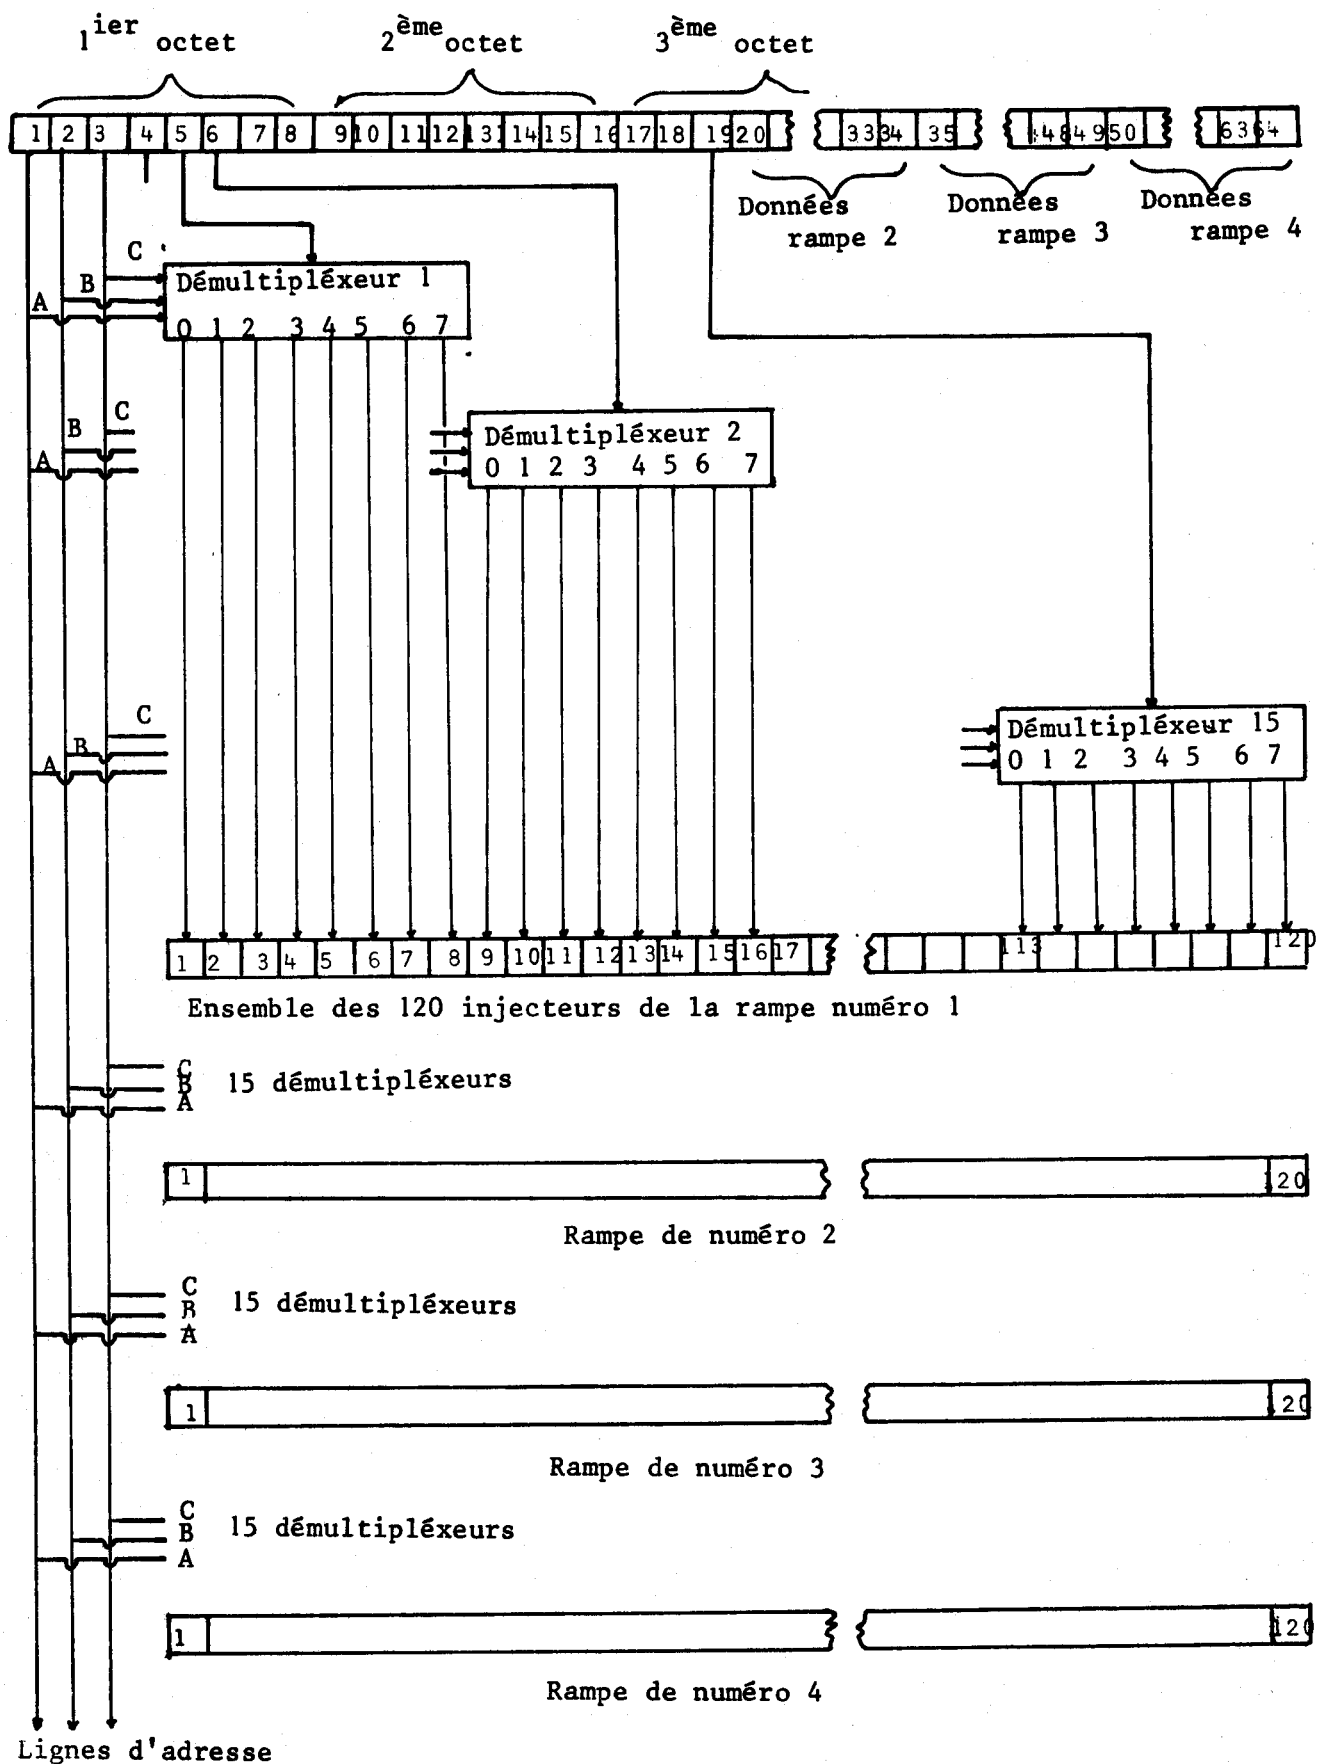 1ier octet 2ème octet 3ème octet
1 2 3 4 5 6 7 8 9 10 11 12 13 14 15 16 17 18 19 20 33 34 35 48 49 50 63 64
Données rampe 2
Données rampe 3
Données rampe 4
C
B
A
Démultipléxeur 1
0 1 2 3 4 5 6 7
C
B
A
Démultipléxeur 2
0 1 2 3 4 5 6 7
C
B
A
Démultipléxeur 15
0 1 2 3 4 5 6 7
1 2 3 4 5 6 7 8 9 10 11 12 13 14 15 16 17 113 120
Ensemble des 120 injecteurs de la rampe numéro 1
C
B
A
15 démultipléxeurs
1 120
Rampe de numéro 2
C
B
A
15 démultipléxeurs
1 120
Rampe de numéro 3
C
B
A
15 démultipléxeurs
1 120
Rampe de numéro 4
Lignes d'adresse